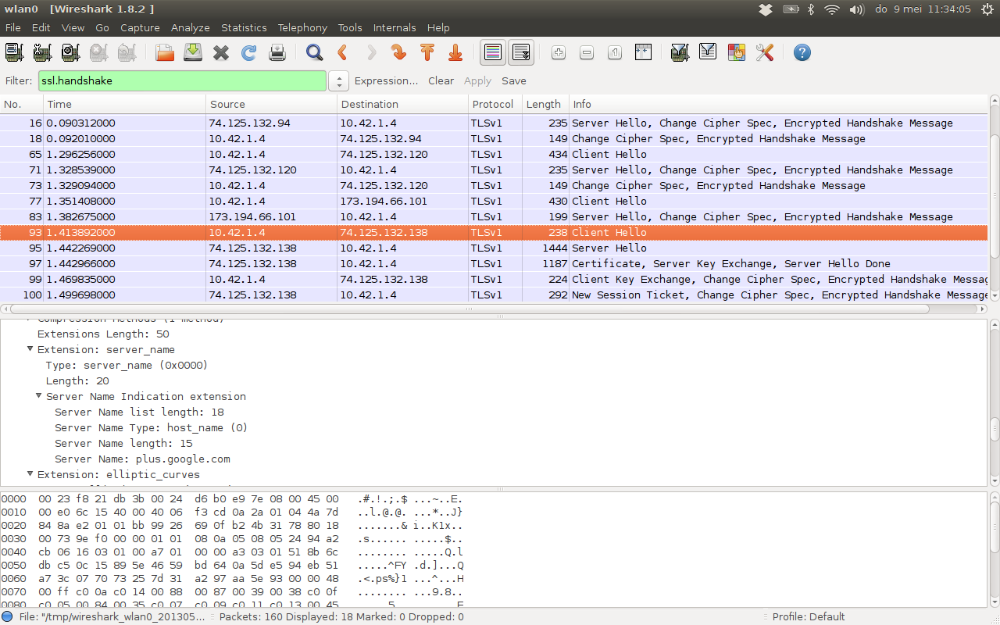 wlan0 [Wireshark 1.8.2 ] do 9 mei 11:34:05
File Edit View Go Capture Analyze Statistics Telephony Tools Internals Help
Filter: ssl.handshake Expression... Clear Apply Save
No. Time Source Destination Protocol Length Info
16 0.090312000 74.125.132.94 10.42.1.4 TLSv1 235 Server Hello, Change Cipher Spec, Encrypted Handshake Message
18 0.092010000 10.42.1.4 74.125.132.94 TLSv1 149 Change Cipher Spec, Encrypted Handshake Message
65 1.296256000 10.42.1.4 74.125.132.120 TLSv1 434 Client Hello
71 1.328539000 74.125.132.120 10.42.1.4 TLSv1 235 Server Hello, Change Cipher Spec, Encrypted Handshake Message
73 1.329094000 10.42.1.4 74.125.132.120 TLSv1 149 Change Cipher Spec, Encrypted Handshake Message
77 1.351408000 10.42.1.4 173.194.66.101 TLSv1 430 Client Hello
83 1.382675000 173.194.66.101 10.42.1.4 TLSv1 199 Server Hello, Change Cipher Spec, Encrypted Handshake Message
93 1.413892000 10.42.1.4 74.125.132.138 TLSv1 238 Client Hello
95 1.442269000 74.125.132.138 10.42.1.4 TLSv1 1444 Server Hello
97 1.442966000 74.125.132.138 10.42.1.4 TLSv1 1187 Certificate, Server Key Exchange, Server Hello Done
99 1.469835000 10.42.1.4 74.125.132.138 TLSv1 224 Client Key Exchange, Change Cipher Spec, Encrypted Handshake Messag
100 1.499698000 74.125.132.138 10.42.1.4 TLSv1 292 New Session Ticket, Change Cipher Spec, Encrypted Handshake Message
Compression Methods (1 method)
Extensions Length: 50
Extension: server_name
Type: server_name (0x0000)
Length: 20
Server Name Indication extension
Server Name list length: 18
Server Name Type: host_name (0)
Server Name length: 15
Server Name: plus.google.com
Extension: elliptic_curves
0000 00 23 f8 21 db 3b 00 24 d6 b0 e9 7e 08 00 45 00 .#.!.;.$ ...~..E.
0010 00 e0 6c 15 40 00 40 06 f3 cd 0a 2a 01 04 4a 7d ..l.@.@. ...*..J}
0020 84 8a e2 01 01 bb 99 26 69 0f b2 4b 31 78 80 18 .......& i..K1x..
0030 00 73 9e f0 00 00 01 01 08 0a 05 08 05 24 94 a2 .s...... .....$..
0040 cb 06 16 03 01 00 a7 01 00 00 a3 03 01 51 8b 6c ........ .....Q.l
0050 db c5 0c 15 89 5e 46 59 bd 64 0a 5d e5 94 eb 51 .....^FY .d.]...Q
0060 a7 3c 07 70 73 25 7d 31 a2 97 aa 5e 93 00 00 48 .<.ps%}1 ...^...H
0070 00 ff c0 0a c0 14 00 88 00 87 00 39 00 38 c0 0f ........ ...9.8..
0080 c0 05 00 84 00 35 c0 07 c0 09 c0 11 c0 13 00 45 .....5.. .......E
File: "/tmp/wireshark_wlan0_201305... Packets: 160 Displayed: 18 Marked: 0 Dropped: 0 Profile: Default